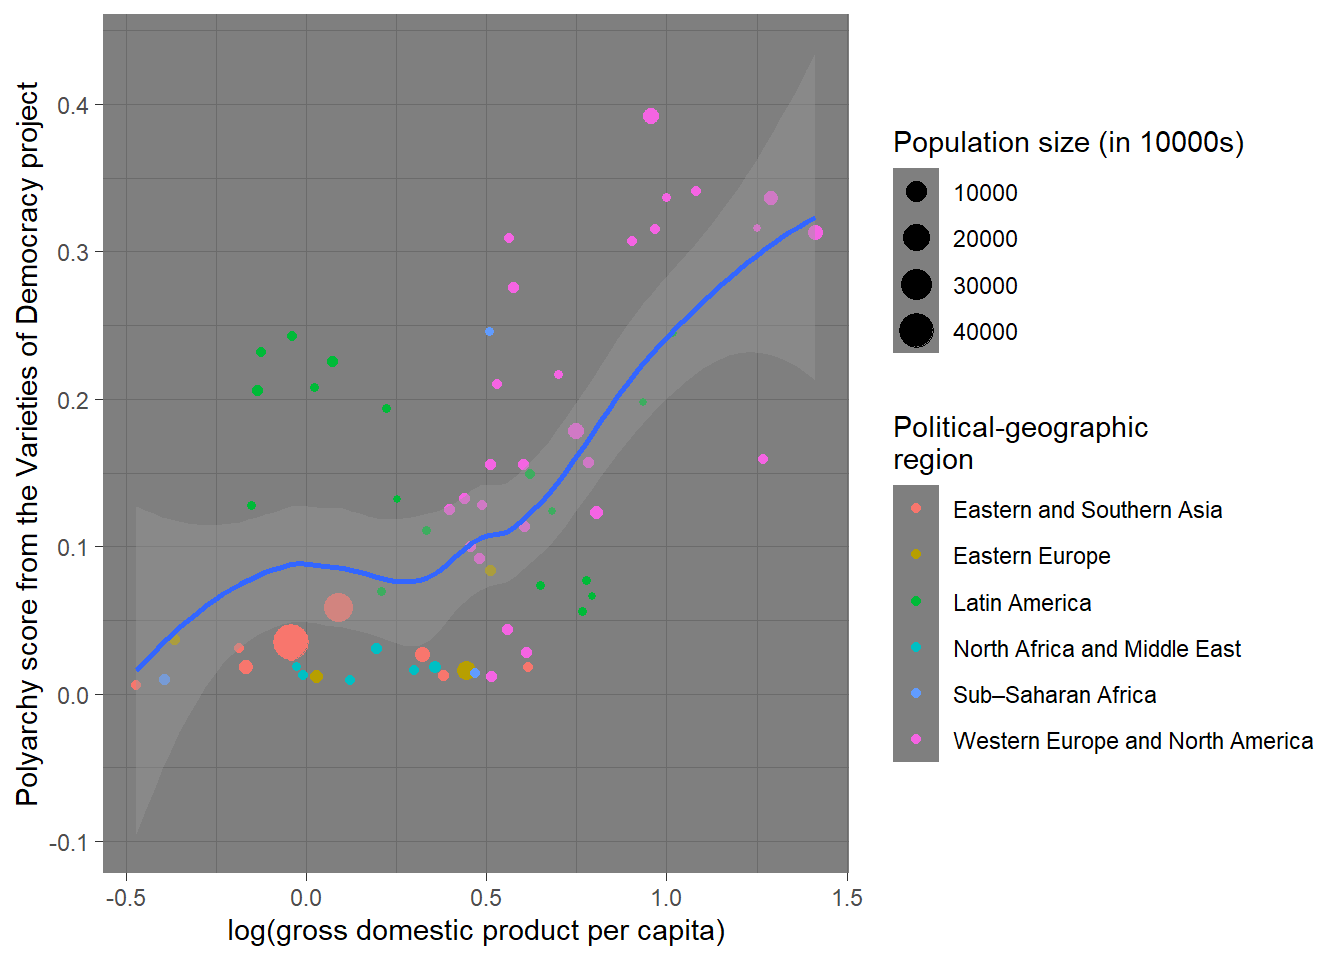 Polyarchy score from the Varieties of Democracy project
0.4
0.3
0.2
0.1
0.0
-0.1
-0.5
0.0
0.5
1.0
1.5
log(gross domestic product per capita)
Population size (in 10000s)
10000
20000
30000
40000
Political-geographic
region
Eastern and Southern Asia
Eastern Europe
Latin America
North Africa and Middle East
Sub–Saharan Africa
Western Europe and North America